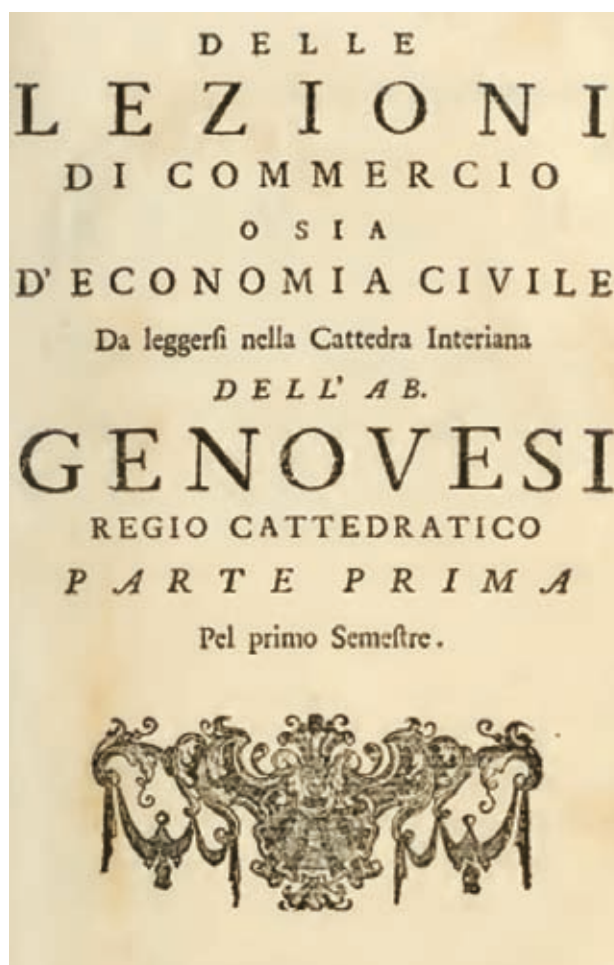 DELLE
LEZIONI
DI COMMERCIO
O SIA
D' ECONOMIA CIVILE
Da leggerſi nella Cattedra Interiana
DELL' AB.
GENOVESI
REGIO CATTEDRATICO
PARTE PRIMA
Pel primo Semeſtre.